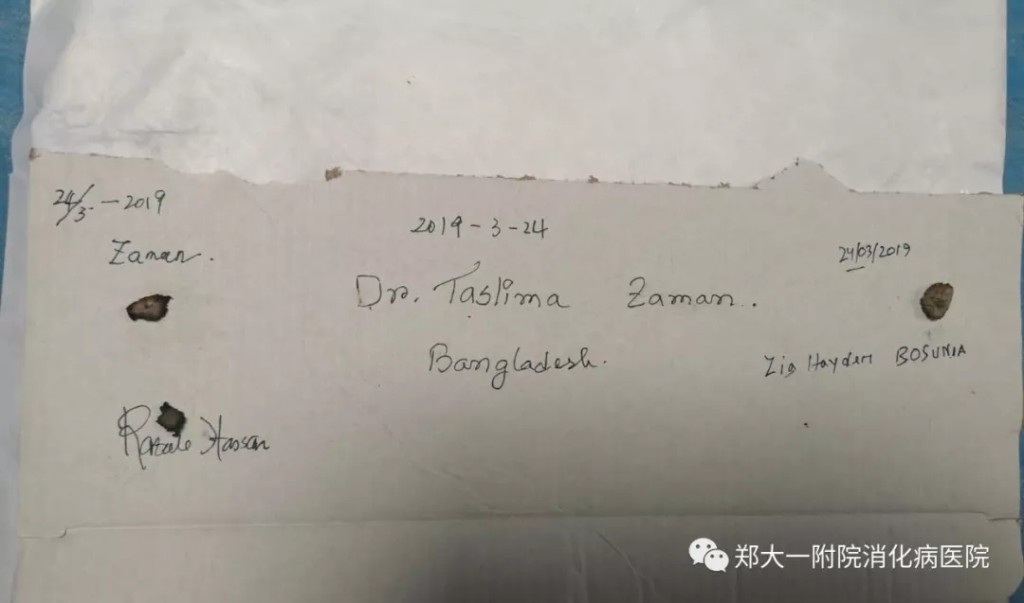 24/3-2019
Zaman.
Hassan
2019-3-24
Dr. Taslima Zaman.
Bangladesh.
24/03/2019
Zia Hayder BOSUNIA
郑大一附院消化病医院